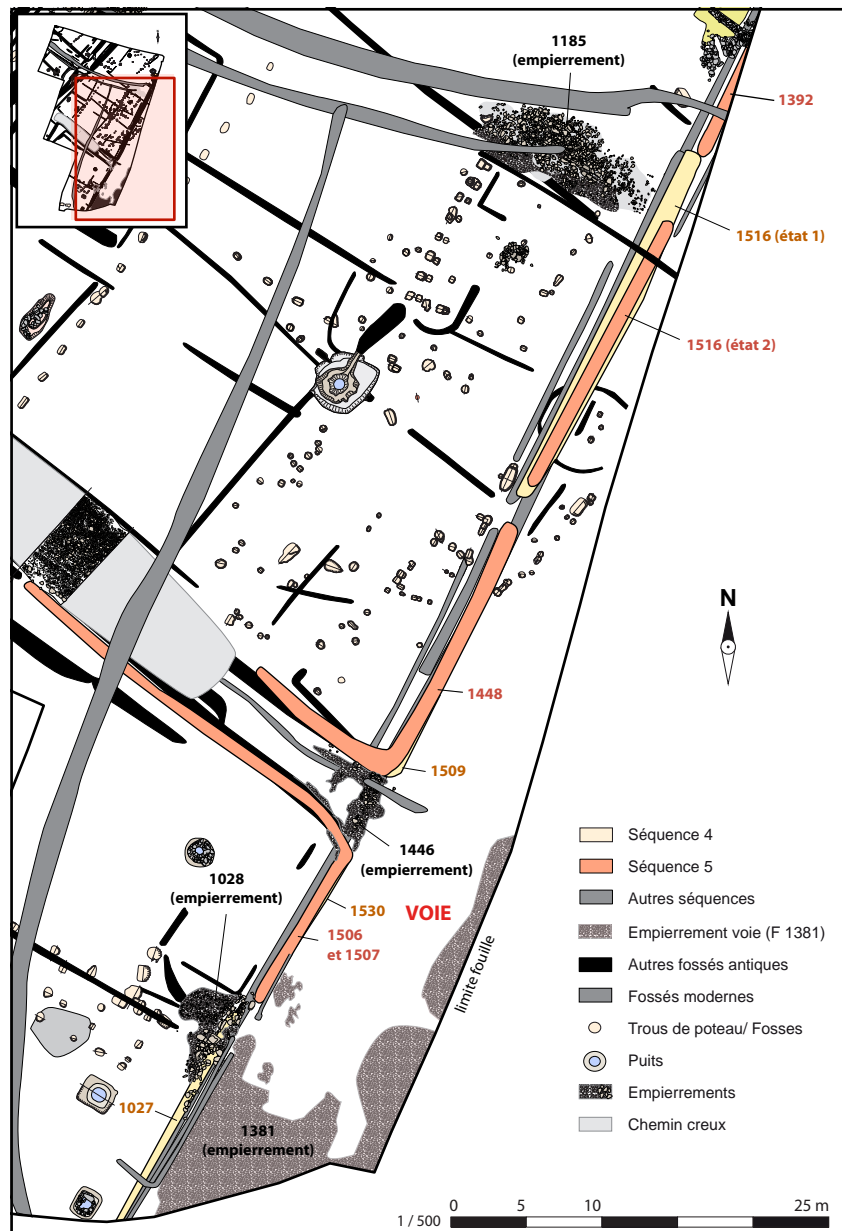 1185
(empierrement)
1392
1516 (état 1)
1516 (état 2)
N
1448
1509
1446
(empierrement)
1028
(empierrement)
1530
VOIE
1506
et 1507
limite fouille
1027
1381
(empierrement)
Séquence 4
Séquence 5
Autres séquences
Empierrement voie (F 1381)
Autres fossés antiques
Fossés modernes
Trous de poteau/ Fosses
Puits
Empierrements
Chemin creux
0 5 10 25 m
1 / 500